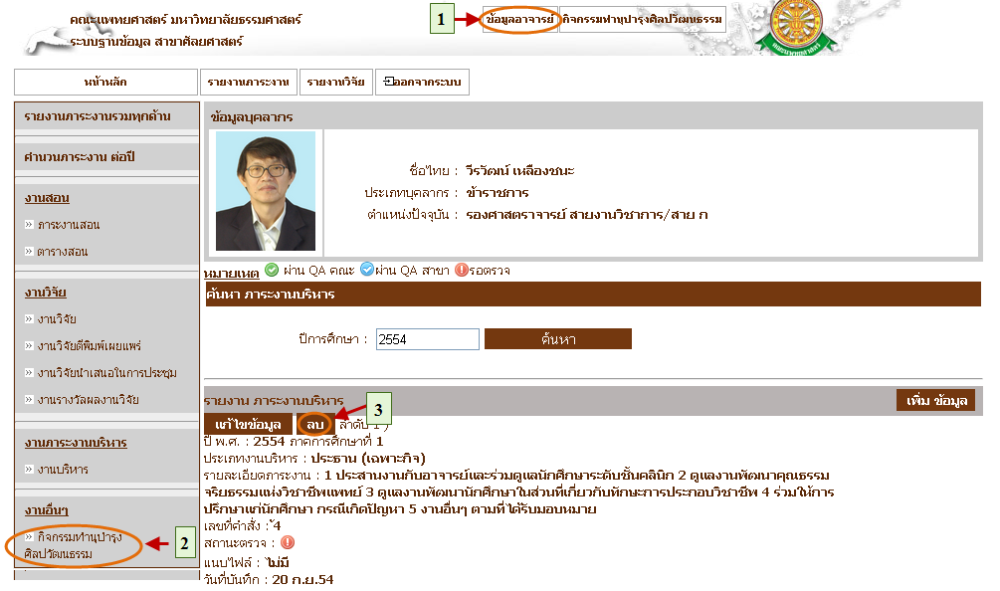 คณะแพทยศาสตร์ มหาวิทยาลัยธรรมศาสตร์
ระบบฐานข้อมูล สาขาศัลยศาสตร์
1
ข้อมูลอาจารย์ กิจกรรมทำนุบำรุงศิลปวัฒนธรรม
หน้าหลัก รายงานภาระงาน รายงานวิจัย ออกจากระบบ
รายงานภาระงานรวมทุกด้าน
คำนวนภาระงาน ต่อปี
งานสอน
» ภาระงานสอน
» ตารางสอน
งานวิจัย
» งานวิจัย
» งานวิจัยตีพิมพ์เผยแพร่
» งานวิจัยนำเสนอในการประชุม
» งานรางวัลผลงานวิจัย
งานภาระงานบริหาร
» งานบริหาร
งานอื่นๆ
» กิจกรรมทำนุบำรุง
ศิลปวัฒนธรรม
2
ข้อมูลบุคลากร
ชื่อไทย : วีรวัฒน์ เหลืองชนะ
ประเภทบุคลากร : ข้าราชการ
ตำแหน่งปัจจุบัน : รองศาสตราจารย์ สายงานวิชาการ/สาย ก
หมายเหตุ ผ่าน QA คณะ ผ่าน QA สาขา รอตรวจ
ค้นหา ภาระงานบริหาร
ปีการศึกษา : 2554 ค้นหา
รายงาน ภาระงานบริหาร 3 เพิ่ม ข้อมูล
แก้ไขข้อมูล ลบ ลำดับ 1 )
ปี พ.ศ. : 2554 ภาคการศึกษาที่ 1
ประเภทงานบริหาร : ประธาน (เฉพาะกิจ)
รายละเอียดภาระงาน : 1 ประสานงานกับอาจารย์และร่วมดูแลนักศึกษาระดับชั้นคลินิก 2 ดูแลงานพัฒนาคุณธรรม
จริยธรรมแห่งวิชาชีพแพทย์ 3 ดูแลงานพัฒนานักศึกษาในส่วนที่เกี่ยวกับทักษะการประกอบวิชาชีพ 4 ร่วมให้การ
ปรึกษาแก่นักศึกษา กรณีเกิดปัญหา 5 งานอื่นๆ ตามที่ได้รับมอบหมาย
เลขที่คำสั่ง : 4
สถานะตรวจ :
แนบไฟล์ : ไม่มี
วันที่บันทึก : 20 ก.ย.54